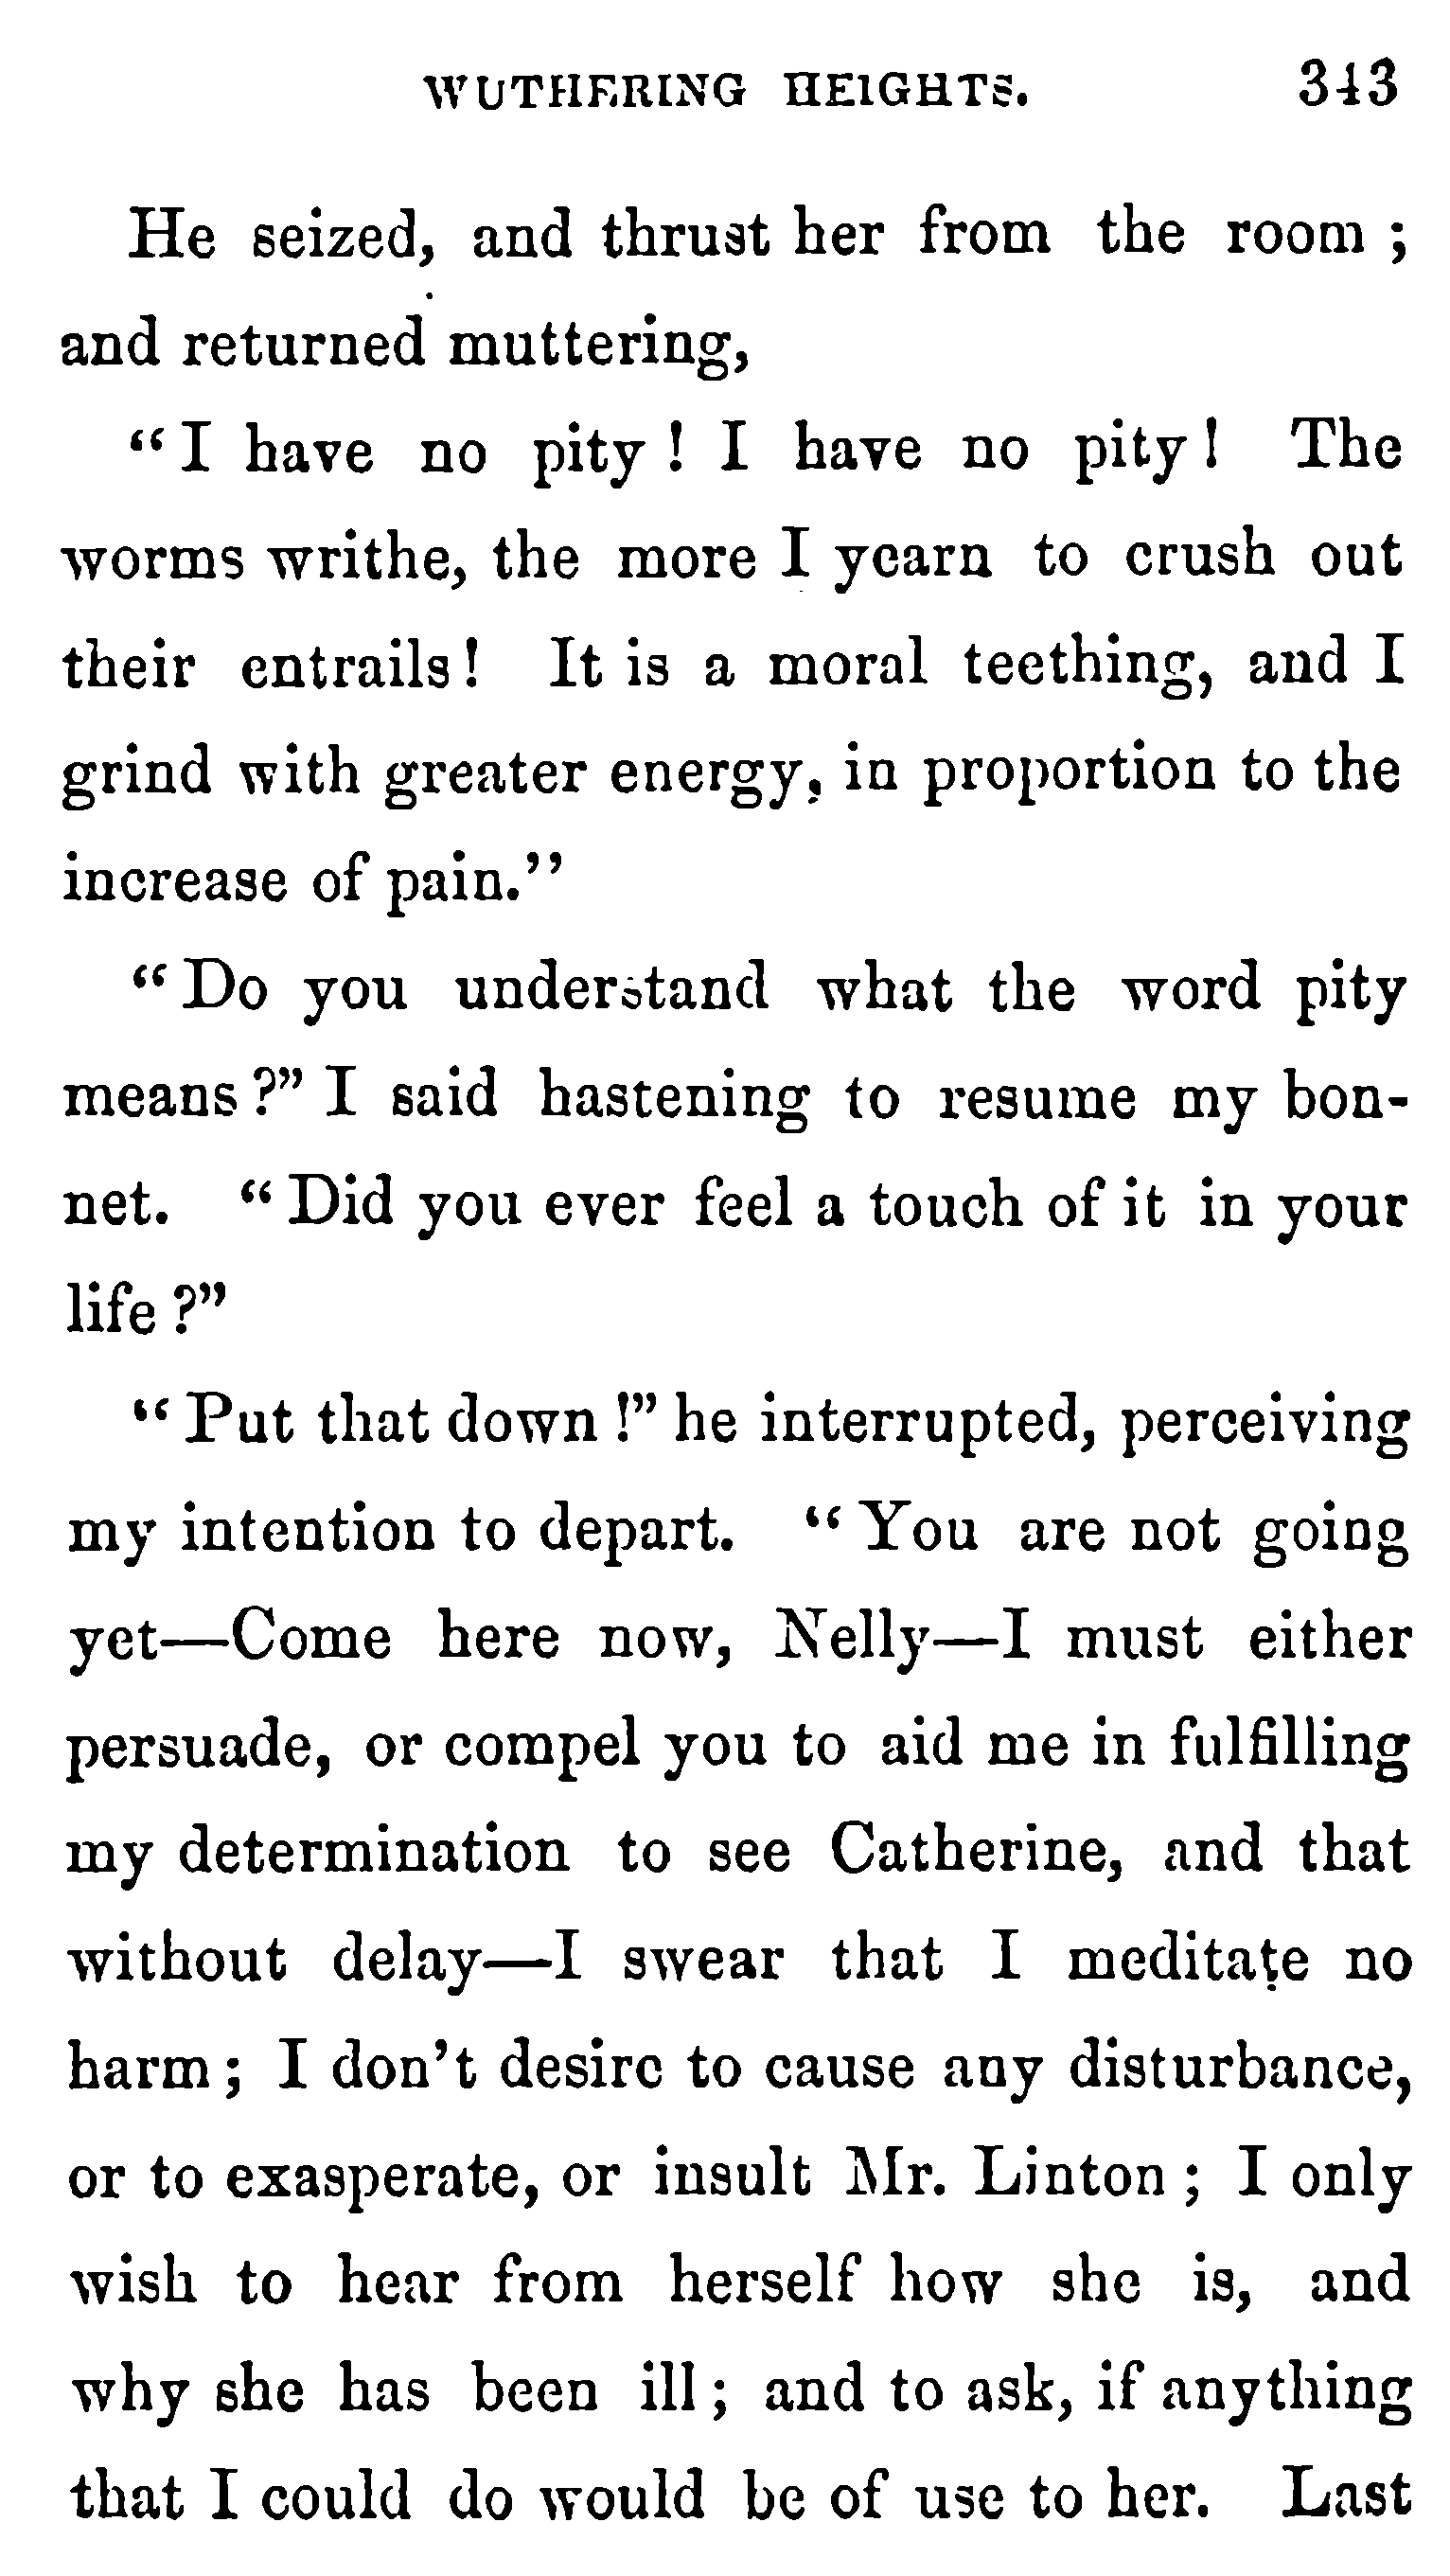 WUTHERING HEIGHTS. 343
He seized, and thrust her from the room ;
and returned muttering,
“ I have no pity ! I have no pity ! The
worms writhe, the more I yearn to crush out
their entrails ! It is a moral teething, and I
grind with greater energy, in proportion to the
increase of pain.’’
“ Do you understand what the word pity
means ?” I said hastening to resume my bon-
net. “ Did you ever feel a touch of it in your
life ?”
“ Put that down !” he interrupted, perceiving
my intention to depart. “ You are not going
yet—Come here now, Nelly—I must either
persuade, or compel you to aid me in fulfilling
my determination to see Catherine, and that
without delay—I swear that I meditate no
harm ; I don’t desire to cause any disturbance,
or to exasperate, or insult Mr. Linton ; I only
wish to hear from herself how she is, and
why she has been ill ; and to ask, if anything
that I could do would be of use to her. Last